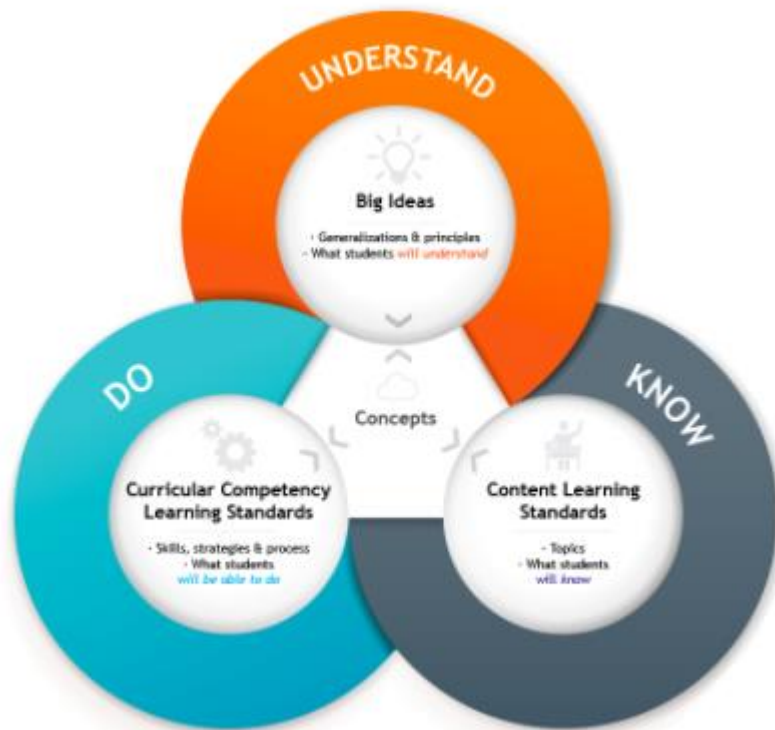 UNDERSTAND
Big Ideas
- Generalizations & principles
- What students will understand
DO
KNOW
Concepts
Curricular Competency
Learning Standards
- Skills, strategies & process
- What students
will be able to do
Content Learning
Standards
- Topics
- What students
will know